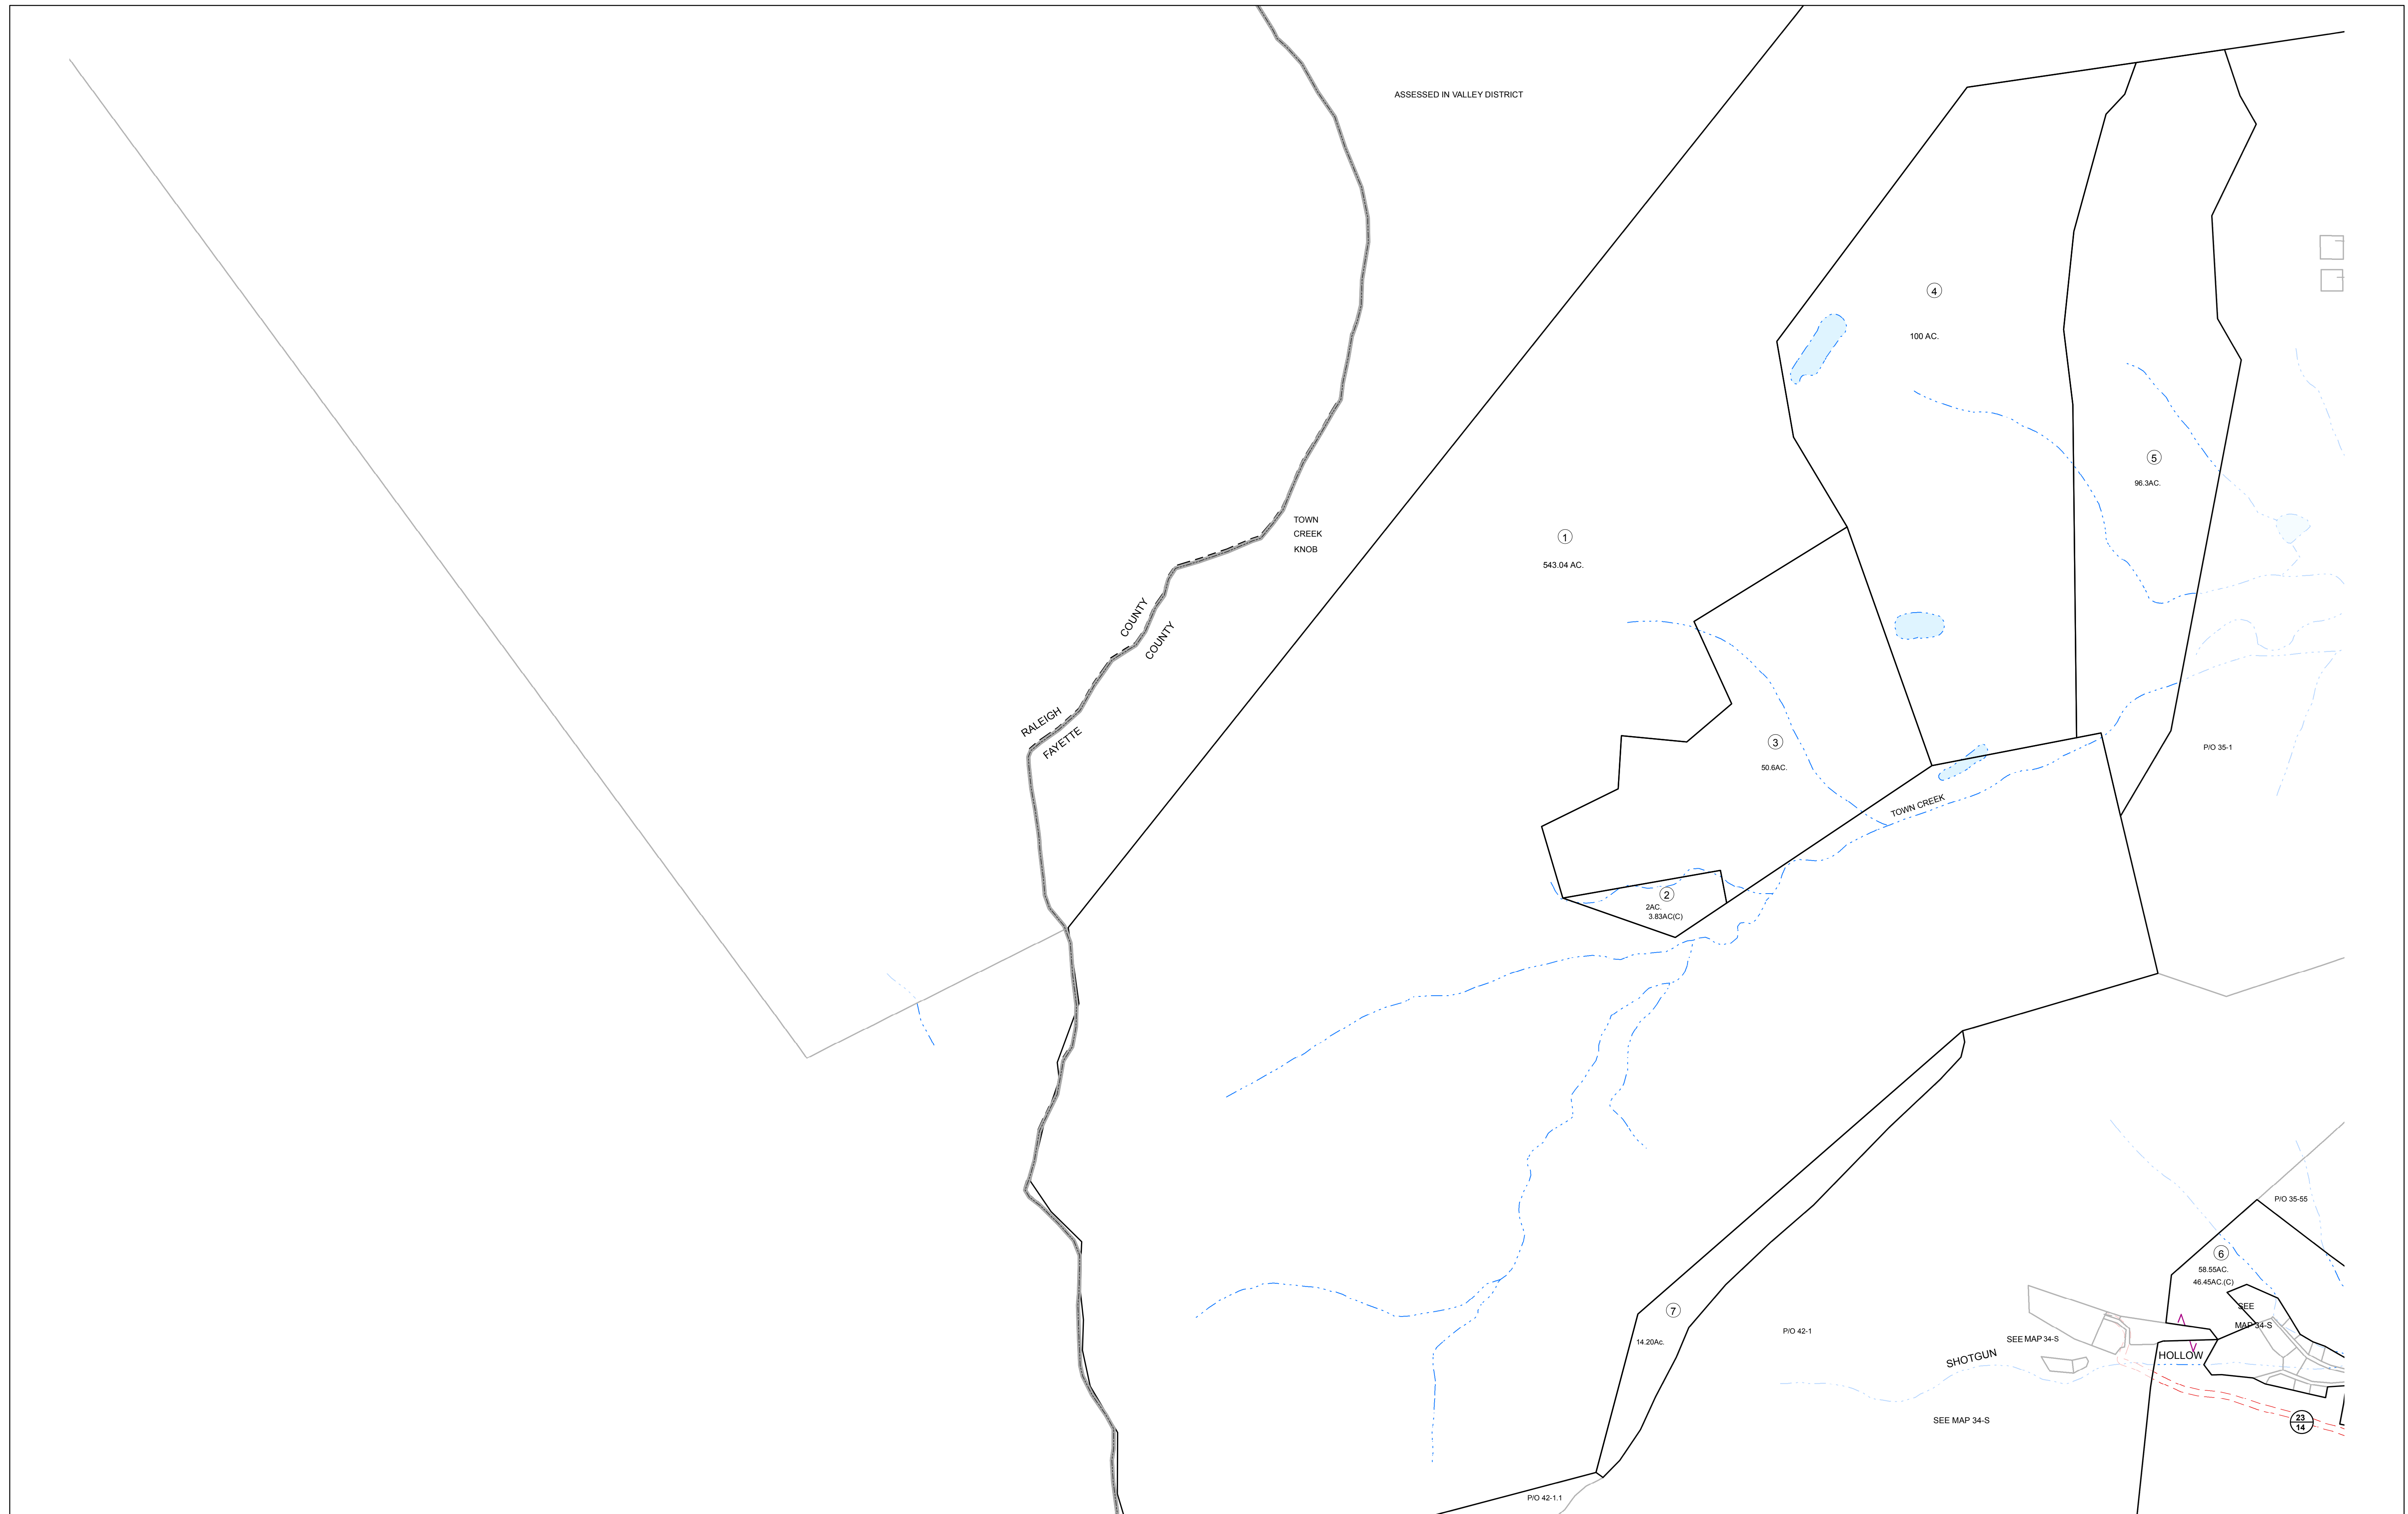 ASSESSED IN VALLEY DISTRICT
4
100 AC.
5
96.3AC.
TOWN
CREEK
KNOB
1
543.04 AC.
COUNTY
COUNTY
RALEIGH
FAYETTE
3
50.6AC.
P/O 35-1
TOWN CREEK
2
2AC.
3.83AC(C)
P/O 35-55
6
58.55AC.
46.45AC.(C)
SEE
MAP 34-S
7
14.20Ac.
P/O 42-1
SEE MAP 34-S
SHOTGUN
HOLLOW
SEE MAP 34-S
23
14
P/O 42-1.1